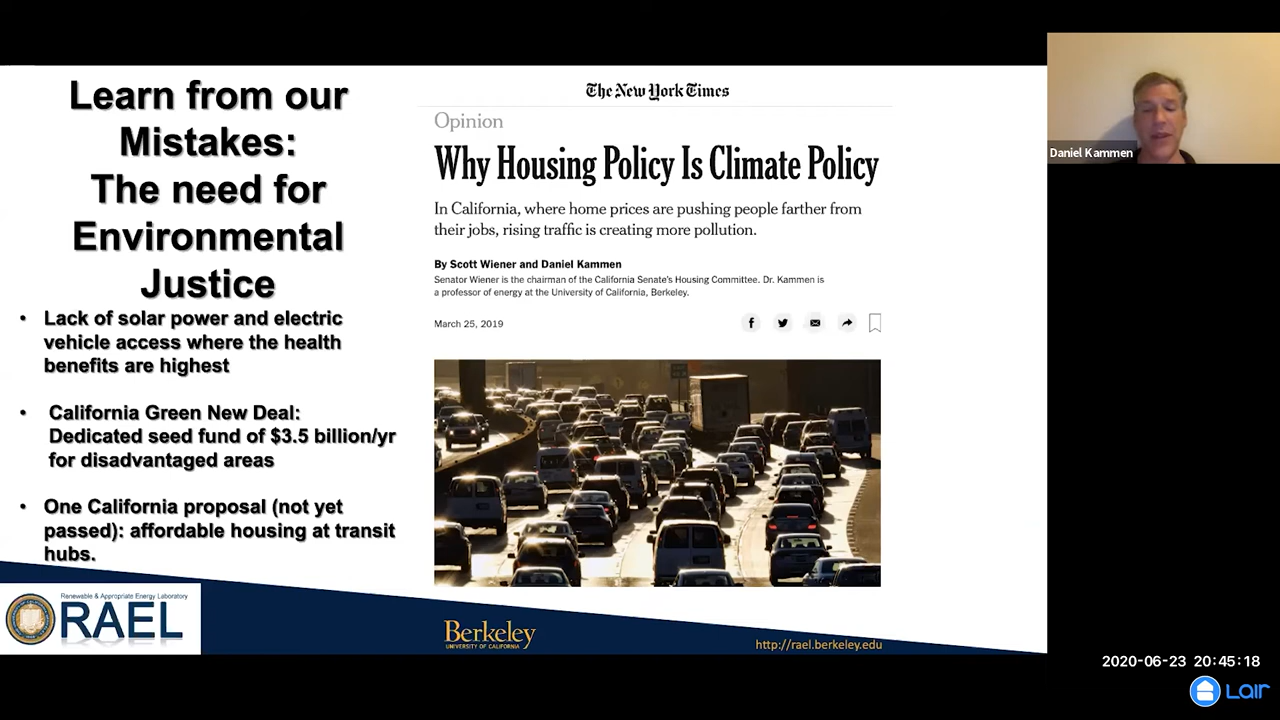 Learn from our
Mistakes:
The need for
Environmental
Justice
• Lack of solar power and electric
vehicle access where the health
benefits are highest
• California Green New Deal:
Dedicated seed fund of $3.5 billion/yr
for disadvantaged areas
• One California proposal (not yet
passed): affordable housing at transit
hubs.
The New York Times
Opinion
Why Housing Policy Is Climate Policy
In California, where home prices are pushing people farther from
their jobs, rising traffic is creating more pollution.
By Scott Wiener and Daniel Kammen
Senator Wiener is the chairman of the California Senate's Housing Committee. Dr. Kammen is
a professor of energy at the University of California, Berkeley.
March 25, 2019
Daniel Kammen
Renewable & Appropriate Energy Laboratory
RAEL
Berkeley
UNIVERSITY OF CALIFORNIA
http://rael.berkeley.edu
2020-06-23 20:45:18
LAIR